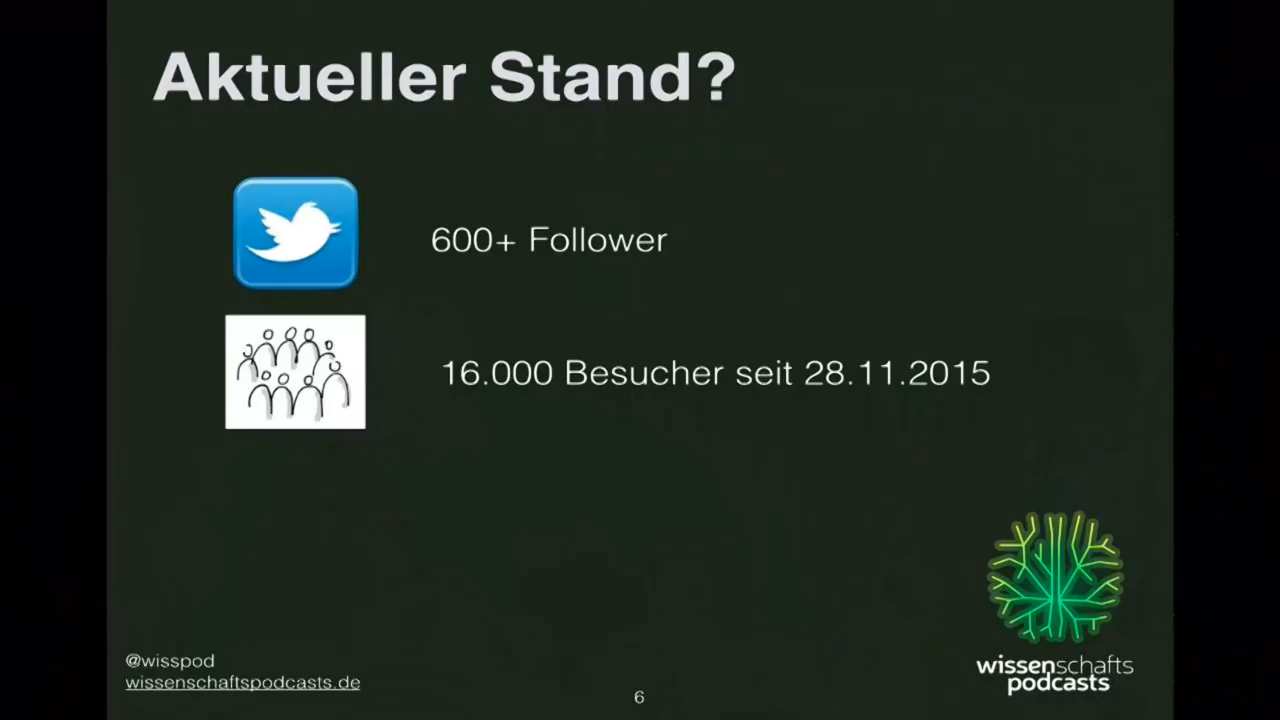 Aktueller Stand?
600+ Follower
16.000 Besucher seit 28.11.2015
@wisspod
wissenschaftspodcasts.de
6
wissenschafts
podcasts